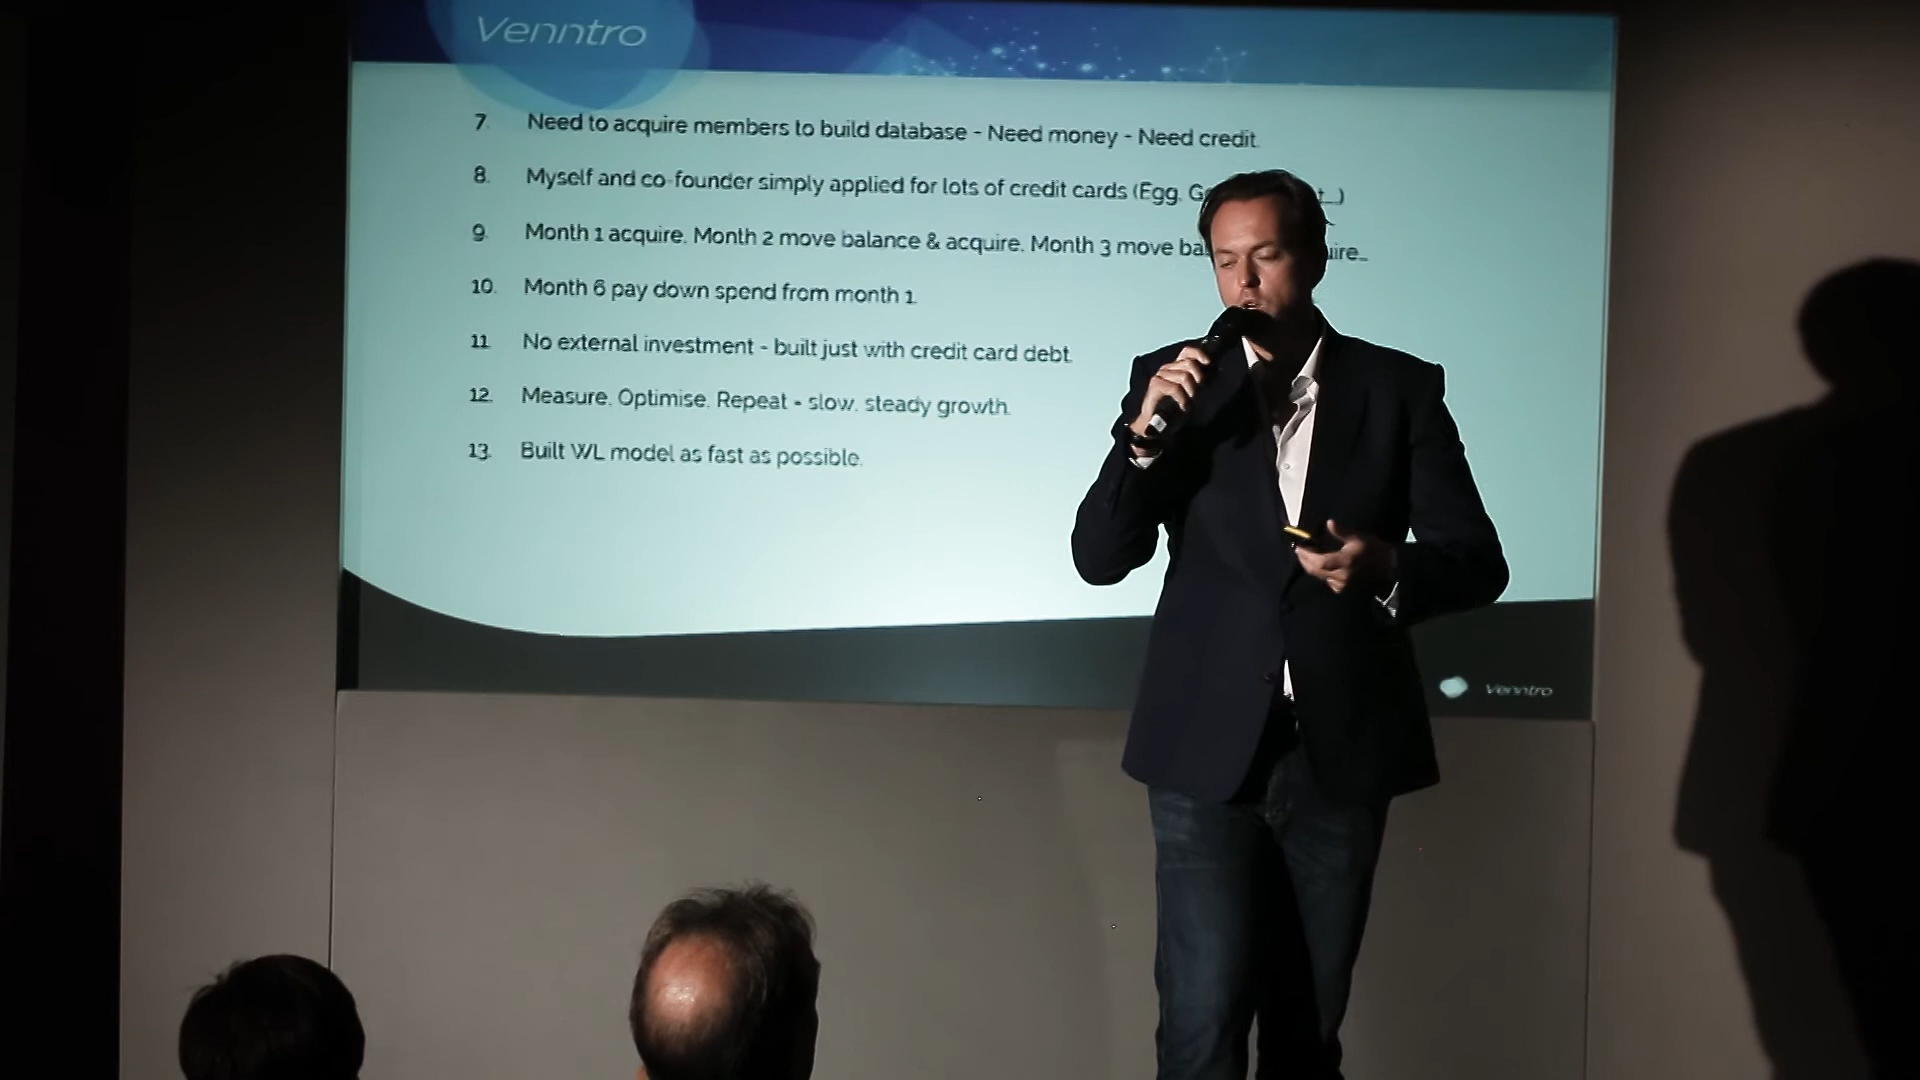 Venntro
7. Need to acquire members to build database - Need money - Need credit.
8. Myself and co-founder simply applied for lots of credit cards (Egg, G t...)
9. Month 1 acquire. Month 2 move balance & acquire. Month 3 move ba uire...
10. Month 6 pay down spend from month 1.
11. No external investment - built just with credit card debt.
12. Measure. Optimise. Repeat - slow, steady growth.
13. Built WL model as fast as possible.
Venntro